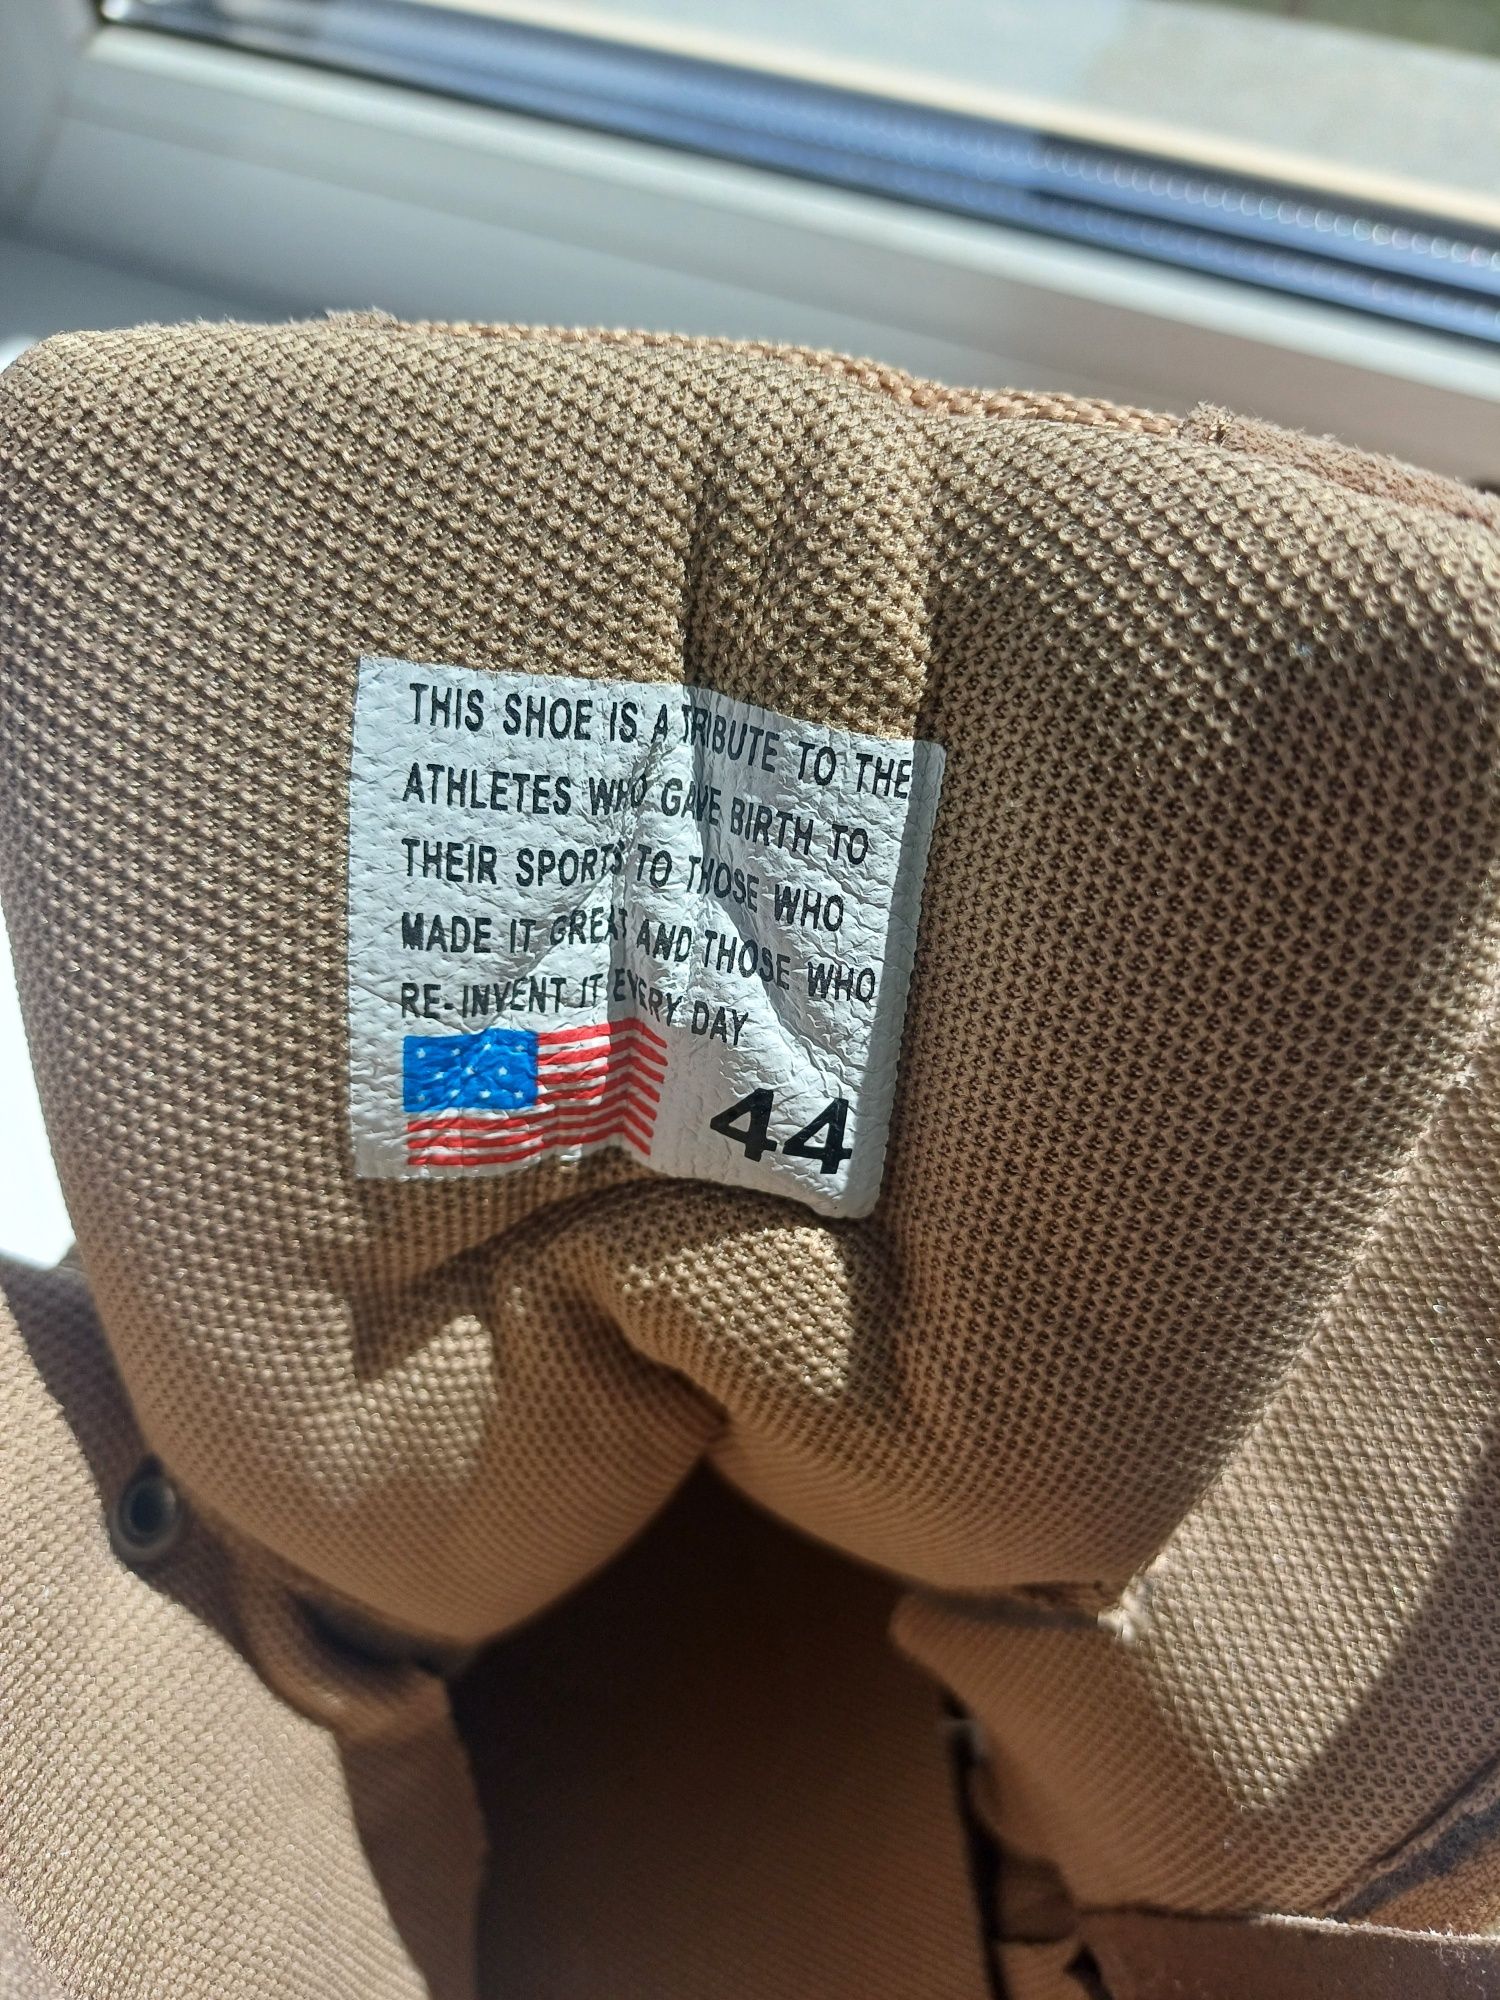 THIS SHOE IS A TRIBUTE TO THE
ATHLETES WHO GAVE BIRTH TO
THEIR SPORTS TO THOSE WHO
MADE IT GREAT AND THOSE WHO
RE-INVENT IT EVERY DAY
44